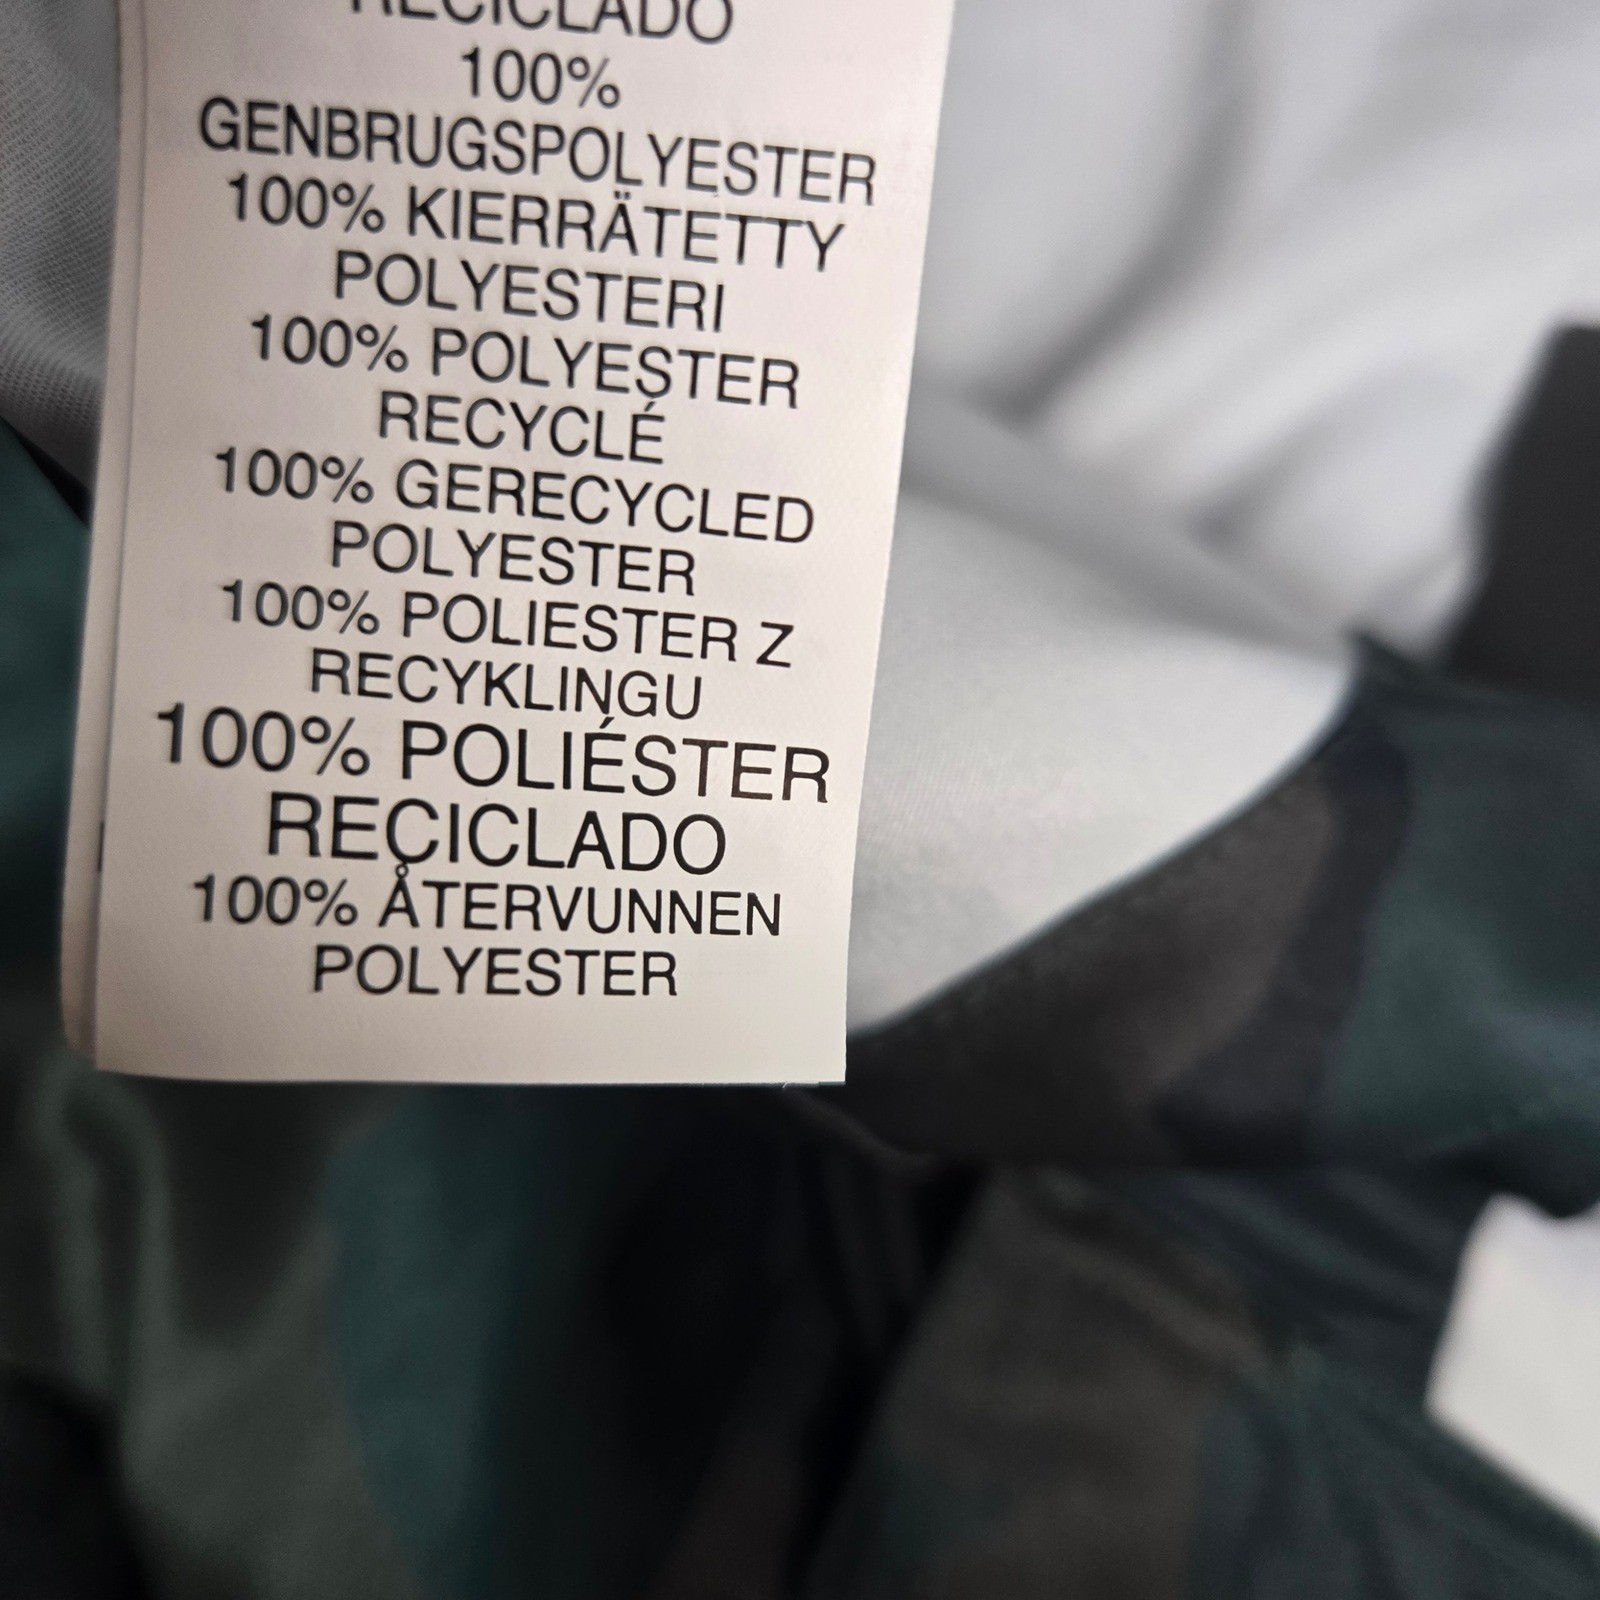 RECICLADO
100%
GENBRUGSPOLYESTER
100% KIERRÄTETTY
POLYESTERI
100% POLYESTER
RECYCLÉ
100% GERECYCLED
POLYESTER
100% POLIESTER Z
RECYKLINGU
100% POLIÉSTER
RECICLADO
100% ÅTERVUNNEN
POLYESTER